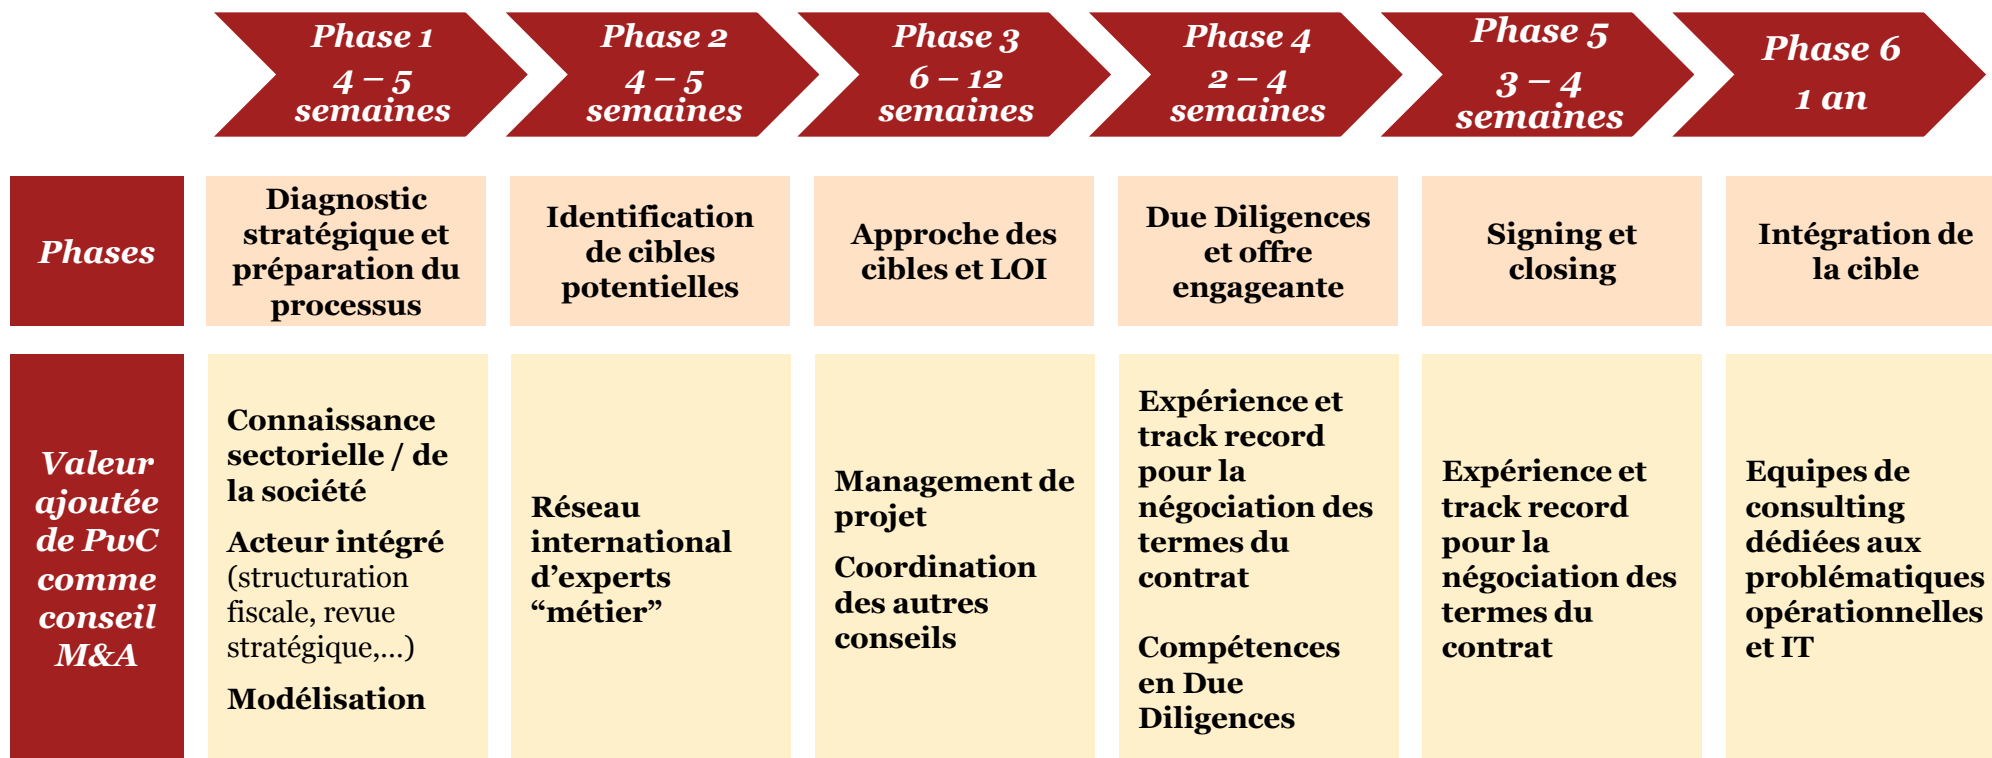 Phase 1
4 – 5
semaines
Phase 2
4 – 5
semaines
Phase 3
6 – 12
semaines
Phase 4
2 – 4
semaines
Phase 5
3 – 4
semaines
Phase 6
1 an
Phases
Diagnostic
stratégique et
préparation du
processus
Identification
de cibles
potentielles
Approche des
cibles et LOI
Due Diligences
et offre
engageante
Signing et
closing
Intégration de
la cible
Valeur
ajoutée
de PwC
comme
conseil
M&A
Connaissance
sectorielle / de
la société
Acteur intégré
(structuration
fiscale, revue
stratégique,...)
Modélisation
Réseau
international
d’experts
“métier”
Management de
projet
Coordination
des autres
conseils
Expérience et
track record
pour la
négociation des
termes du
contrat
Compétences
en Due
Diligences
Expérience et
track record
pour la
négociation des
termes du
contrat
Equipes de
consulting
dédiées aux
problématiques
opérationnelles
et IT